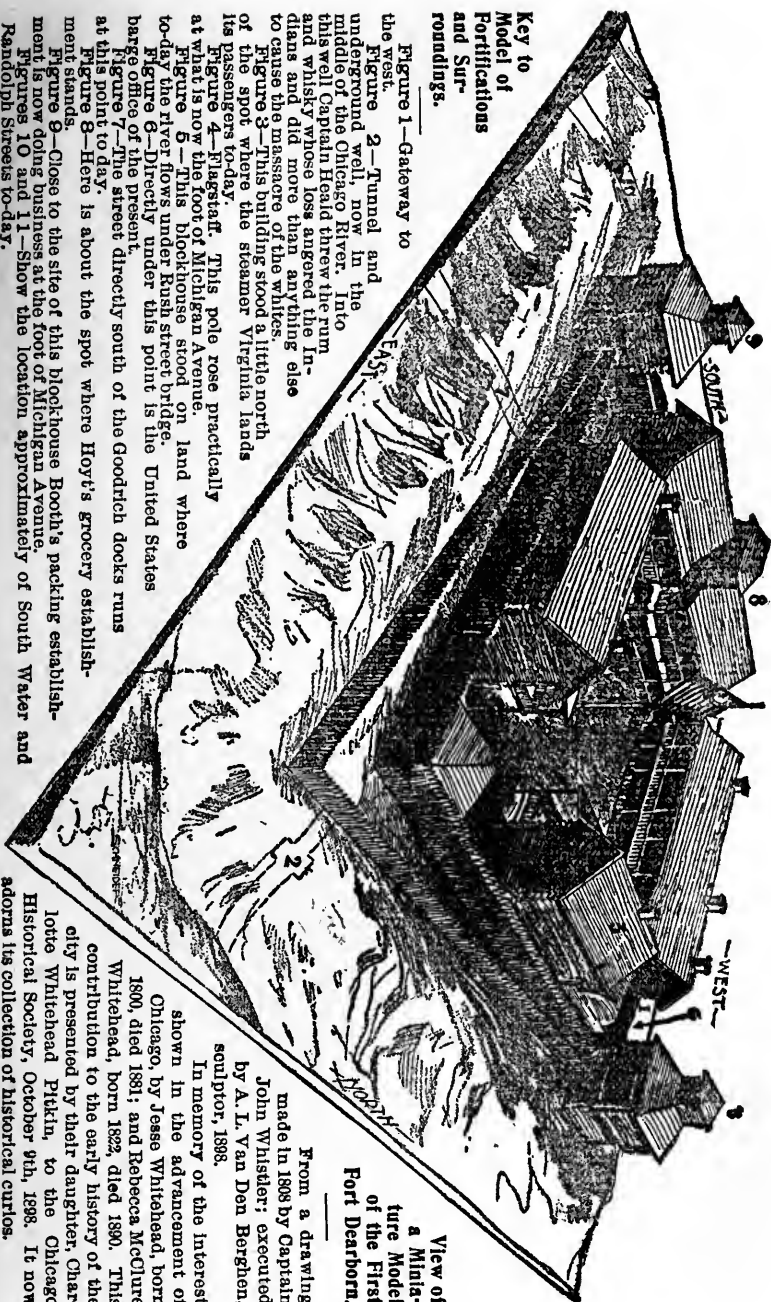 Key to
Model of
Fortifications
and Sur-
roundings.
Figure 1—Gateway to
the west.
Figure 2—Tunnel and
underground well, now in the
middle of the Chicago River. Into
this well Captain Heald threw the rum
and whisky whose loss angered the In-
dians and did more than anything else
to cause the massacre of the whites.
Figure 3—This building stood a little north
of the spot where the steamer Virginia lands
its passengers to-day.
Figure 4—Flagstaff. This pole rose practically
at what is now the foot of Michigan Avenue.
Figure 5—This blockhouse stood on land where
to-day the river flows under Rush street bridge.
Figure 6—Directly under this point is the United States
barge office of the present.
Figure 7—The street directly south of the Goodrich docks runs
at this point to day.
Figure 8—Here is about the spot where Hoyt's grocery establish-
ment stands.
Figure 9—Close to the site of this blockhouse Booth's packing establish-
ment is now doing business at the foot of Michigan Avenue.
Figures 10 and 11—Show the location approximately of South Water and
Randolph Streets to-day.
View of
a Minia-
ture Model
of the First
Fort Dearborn.
From a drawing
made in 1808 by Captain
John Whistler; executed
by A. L. Van Den Berghen,
sculptor, 1898.
In memory of the interest
shown in the advancement of
Chicago, by Jesse Whitehead, born
1800, died 1881; and Rebecca McClure
Whitehead, born 1822, died 1890. This
contribution to the early history of the
city is presented by their daughter, Char
lotte Whitehead Pitkin, to the Chicago
Historical Society, October 9th, 1898. It now
adorns its collection of historical curios.
9
SOUTH
8
WEST
6
1
3
10
EAST
2
NORTH